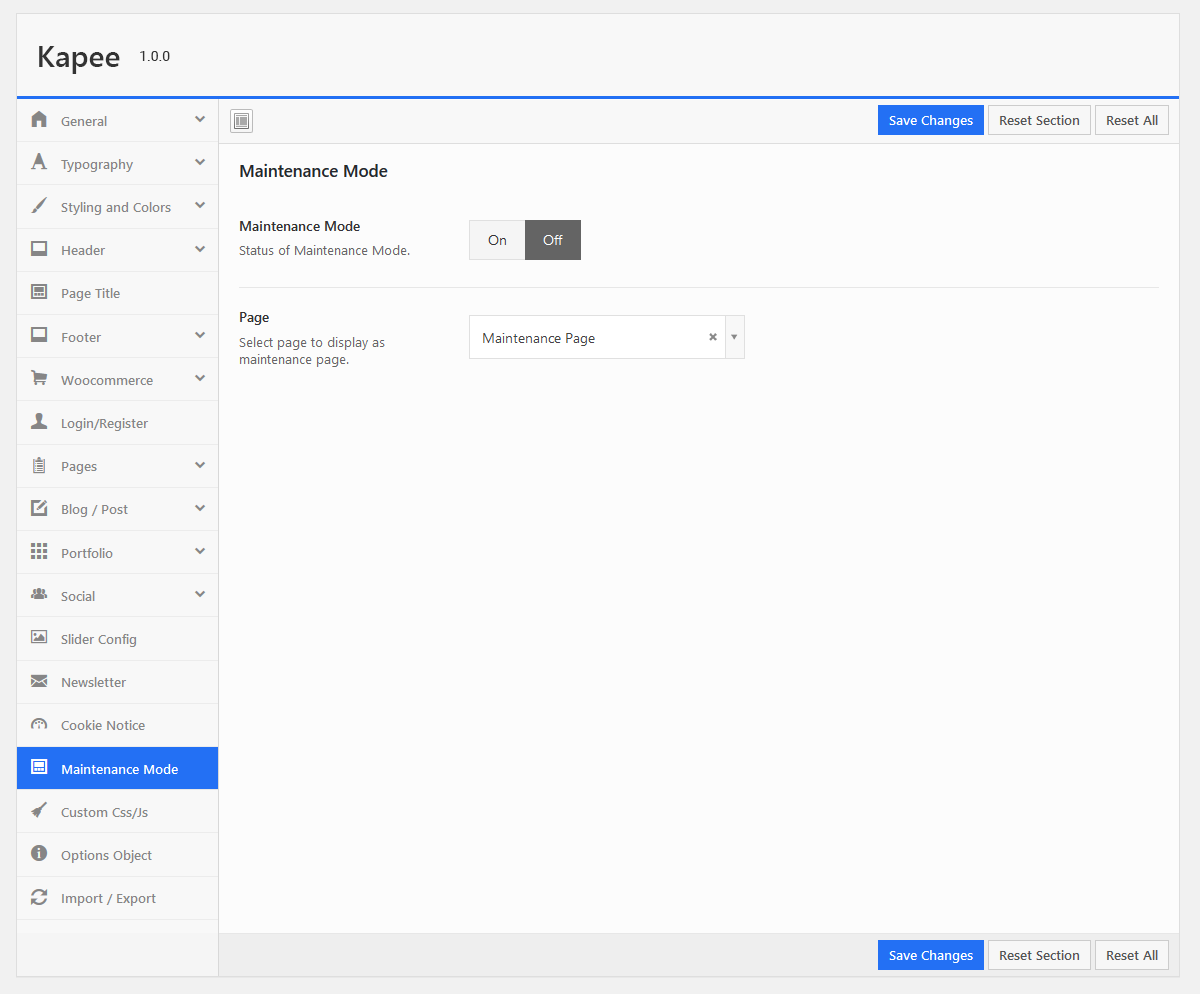 Kapee 1.0.0
General
Typography
Styling and Colors
Header
Page Title
Footer
Woocommerce
Login/Register
Pages
Blog / Post
Portfolio
Social
Slider Config
Newsletter
Cookie Notice
Maintenance Mode
Custom Css/Js
Options Object
Import / Export
Save Changes Reset Section Reset All
Maintenance Mode
Maintenance Mode
Status of Maintenance Mode.
On Off
Page
Select page to display as
maintenance page.
Maintenance Page
Save Changes Reset Section Reset All